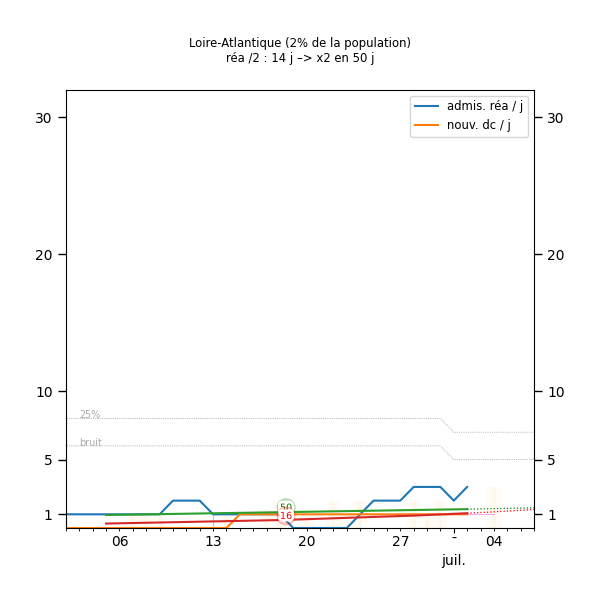 Loire-Atlantique (2% de la population)
réa /2 : 14 j –> x2 en 50 j
admis. réa / j
nouv. dc / j
30 30
20 20
10 10
25%
bruit
5 5
50
16
1 1
06 13 20 27 - 04
juil.